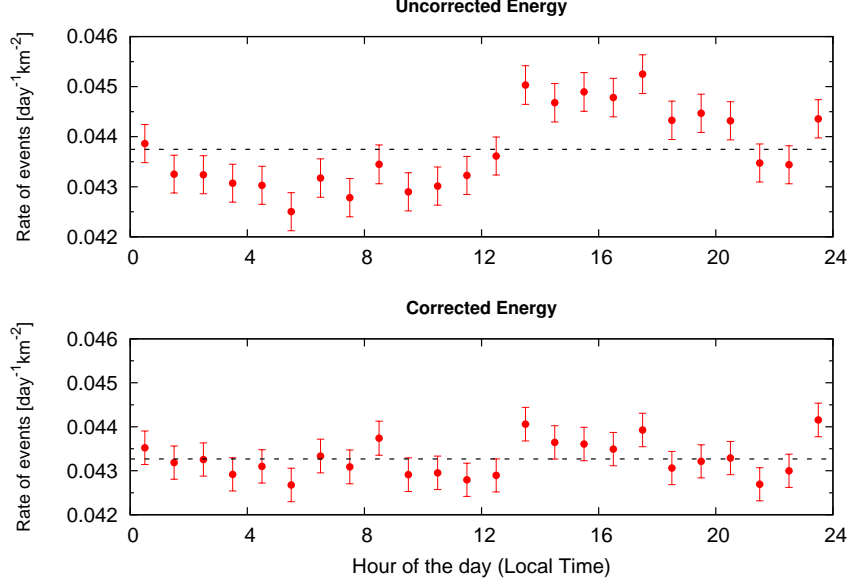 Uncorrected Energy
Rate of events [day⁻¹km⁻²]
0.046
0.045
0.044
0.043
0.042
0 4 8 12 16 20 24
Corrected Energy
Rate of events [day⁻¹km⁻²]
0.046
0.045
0.044
0.043
0.042
0 4 8 12 16 20 24
Hour of the day (Local Time)